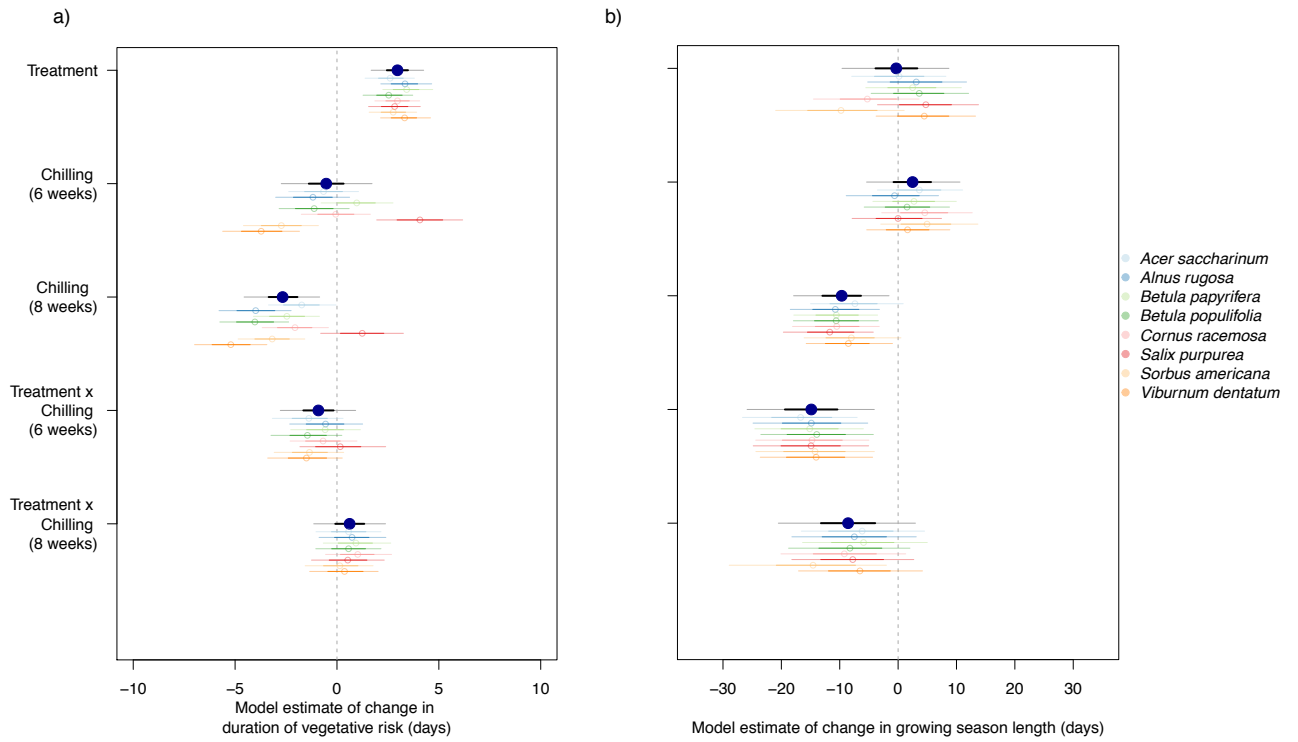 a)
Treatment
Chilling
(6 weeks)
Chilling
(8 weeks)
Treatment x
Chilling
(6 weeks)
Treatment x
Chilling
(8 weeks)
−10 −5 0 5 10
Model estimate of change in
duration of vegetative risk (days)
b)
−30 −20 −10 0 10 20 30
Model estimate of change in growing season length (days)
Acer saccharinum
Alnus rugosa
Betula papyrifera
Betula populifolia
Cornus racemosa
Salix purpurea
Sorbus americana
Viburnum dentatum